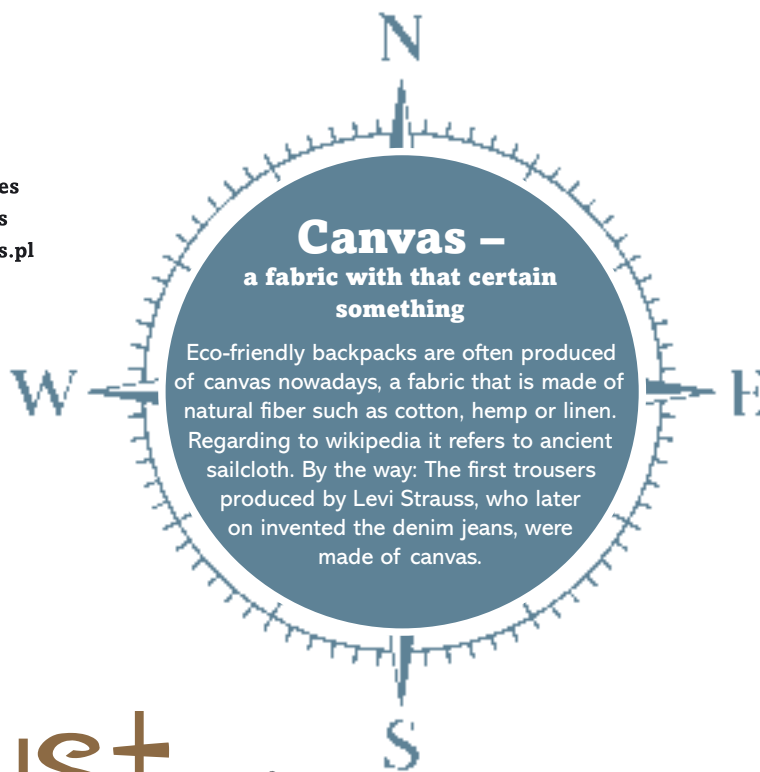 N
es
s
s.pl
Canvas –
a fabric with that certain
something
Eco-friendly backpacks are often produced
of canvas nowadays, a fabric that is made of
natural fiber such as cotton, hemp or linen.
Regarding to wikipedia it refers to ancient
sailcloth. By the way: The first trousers
produced by Levi Strauss, who later
on invented the denim jeans, were
made of canvas.
W
E
S